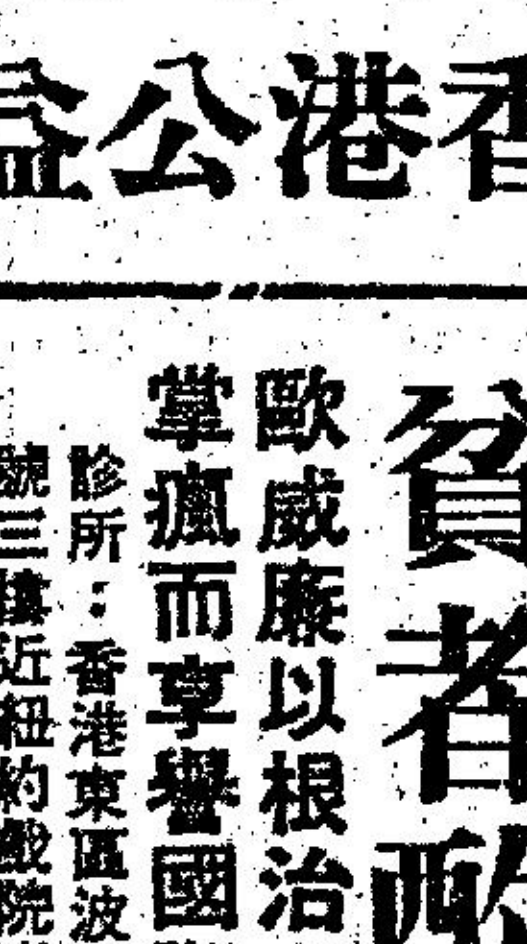 香港公益
貧者
歐威廉以根治
掌瘋而享譽國
診所：香港東區波
號三樓近紐約戲院